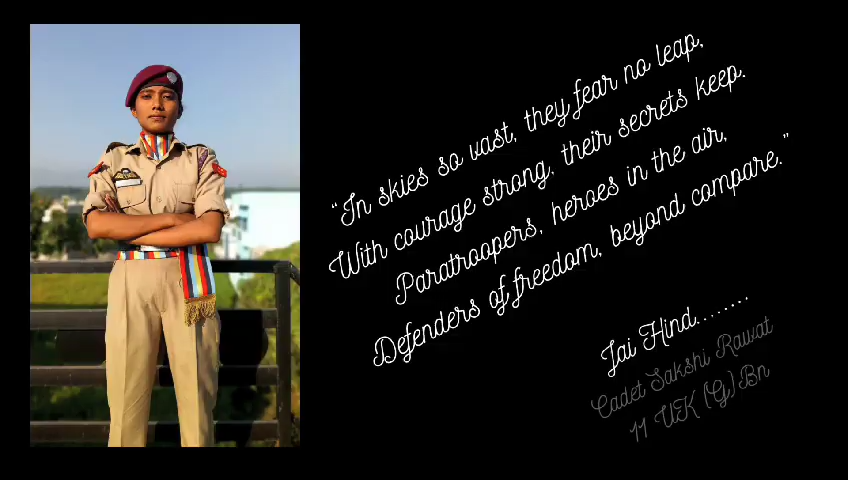 "In skies so vast, they fear no leap,
With courage strong, their secrets keep.
Paratroopers, heroes in the air,
Defenders of freedom, beyond compare."
Jai Hind........
Cadet Sakshi Rawat
11 UK (G) Bn